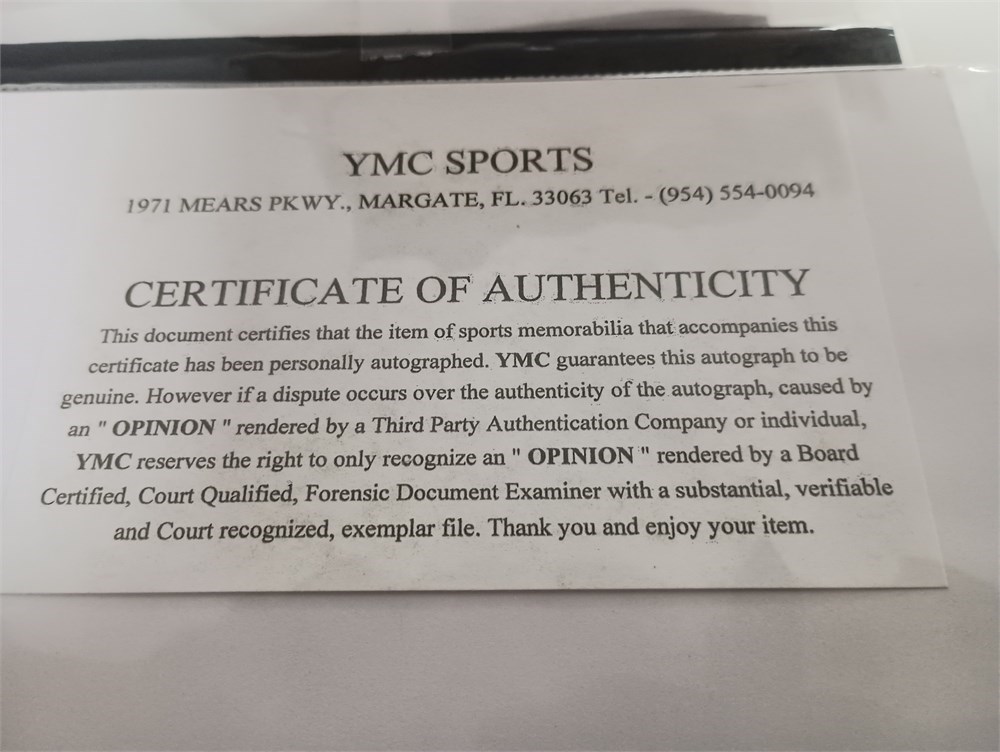 YMC SPORTS
1971 MEARS PKWY., MARGATE, FL. 33063 Tel. - (954) 554-0094
CERTIFICATE OF AUTHENTICITY
This document certifies that the item of sports memorabilia that accompanies this
certificate has been personally autographed. YMC guarantees this autograph to be
genuine. However if a dispute occurs over the authenticity of the autograph, caused by
an " OPINION " rendered by a Third Party Authentication Company or individual,
YMC reserves the right to only recognize an " OPINION " rendered by a Board
Certified, Court Qualified, Forensic Document Examiner with a substantial, verifiable
and Court recognized, exemplar file. Thank you and enjoy your item.